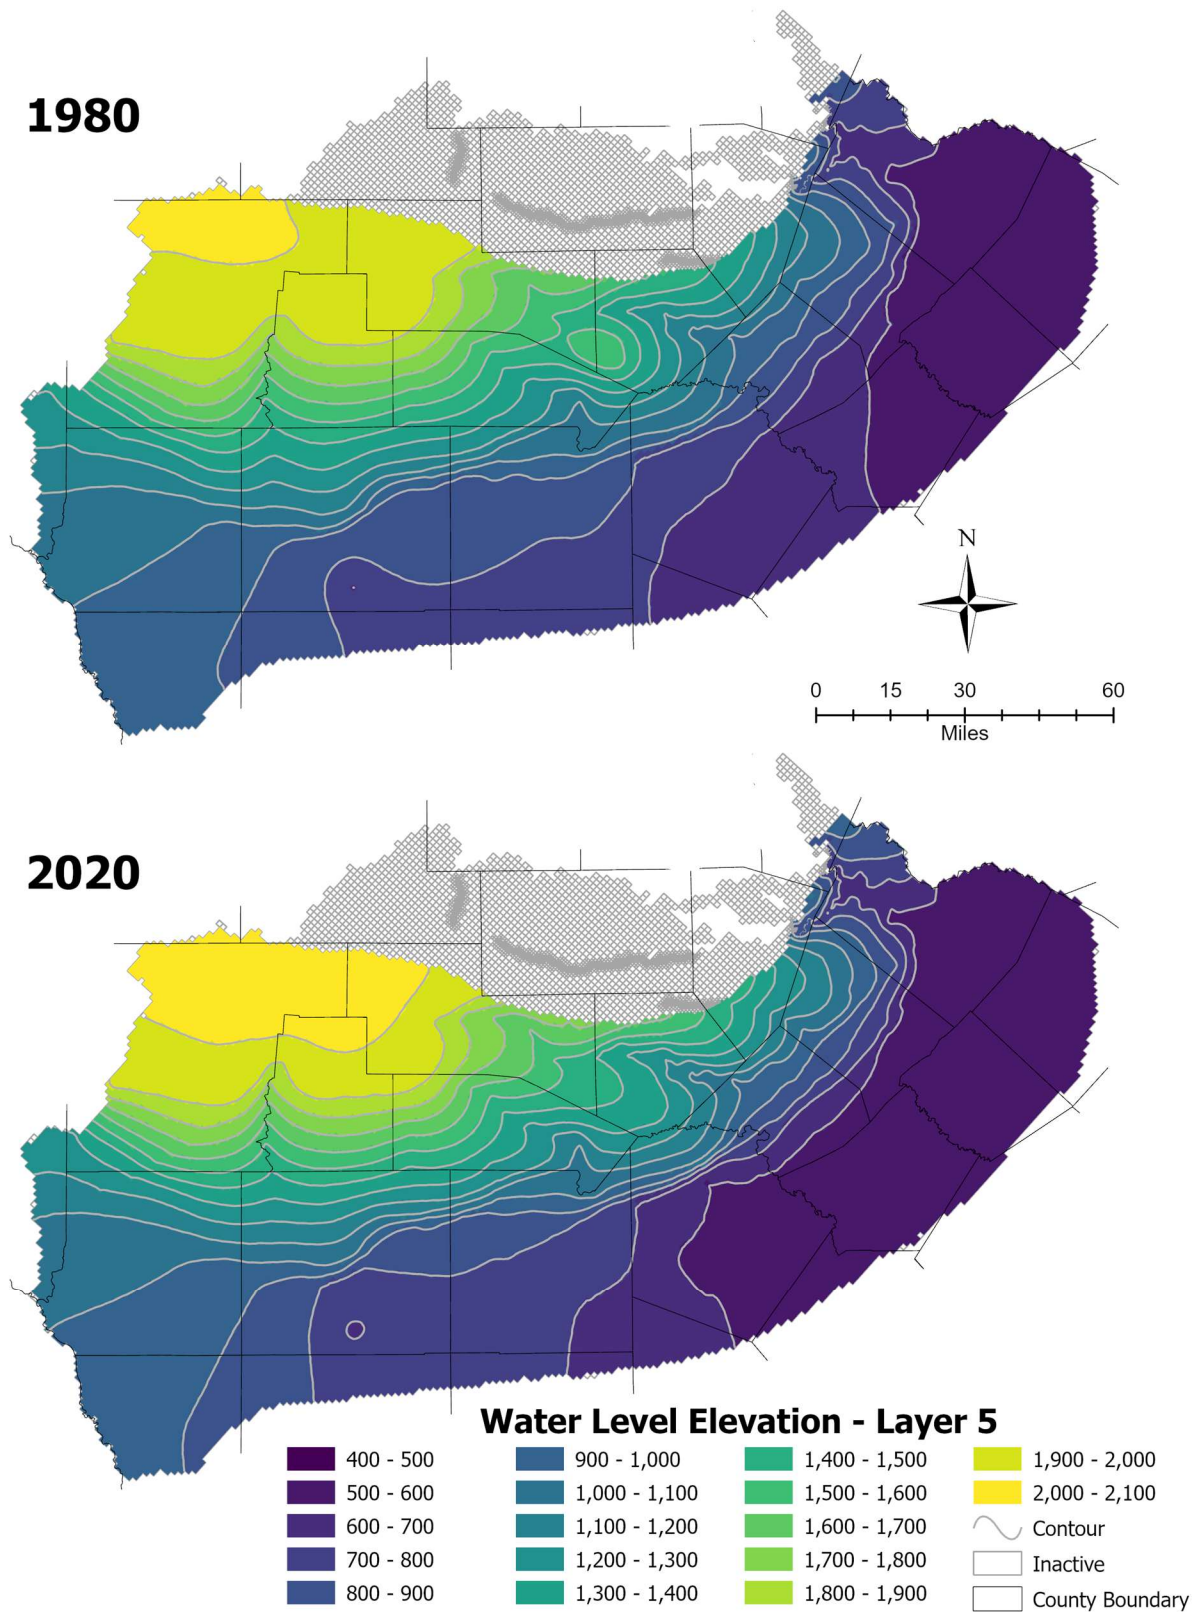 1980
N
0 15 30 60
Miles
2020
Water Level Elevation - Layer 5
400 - 500
500 - 600
600 - 700
700 - 800
800 - 900
900 - 1,000
1,000 - 1,100
1,100 - 1,200
1,200 - 1,300
1,300 - 1,400
1,400 - 1,500
1,500 - 1,600
1,600 - 1,700
1,700 - 1,800
1,800 - 1,900
1,900 - 2,000
2,000 - 2,100
Contour
Inactive
County Boundary